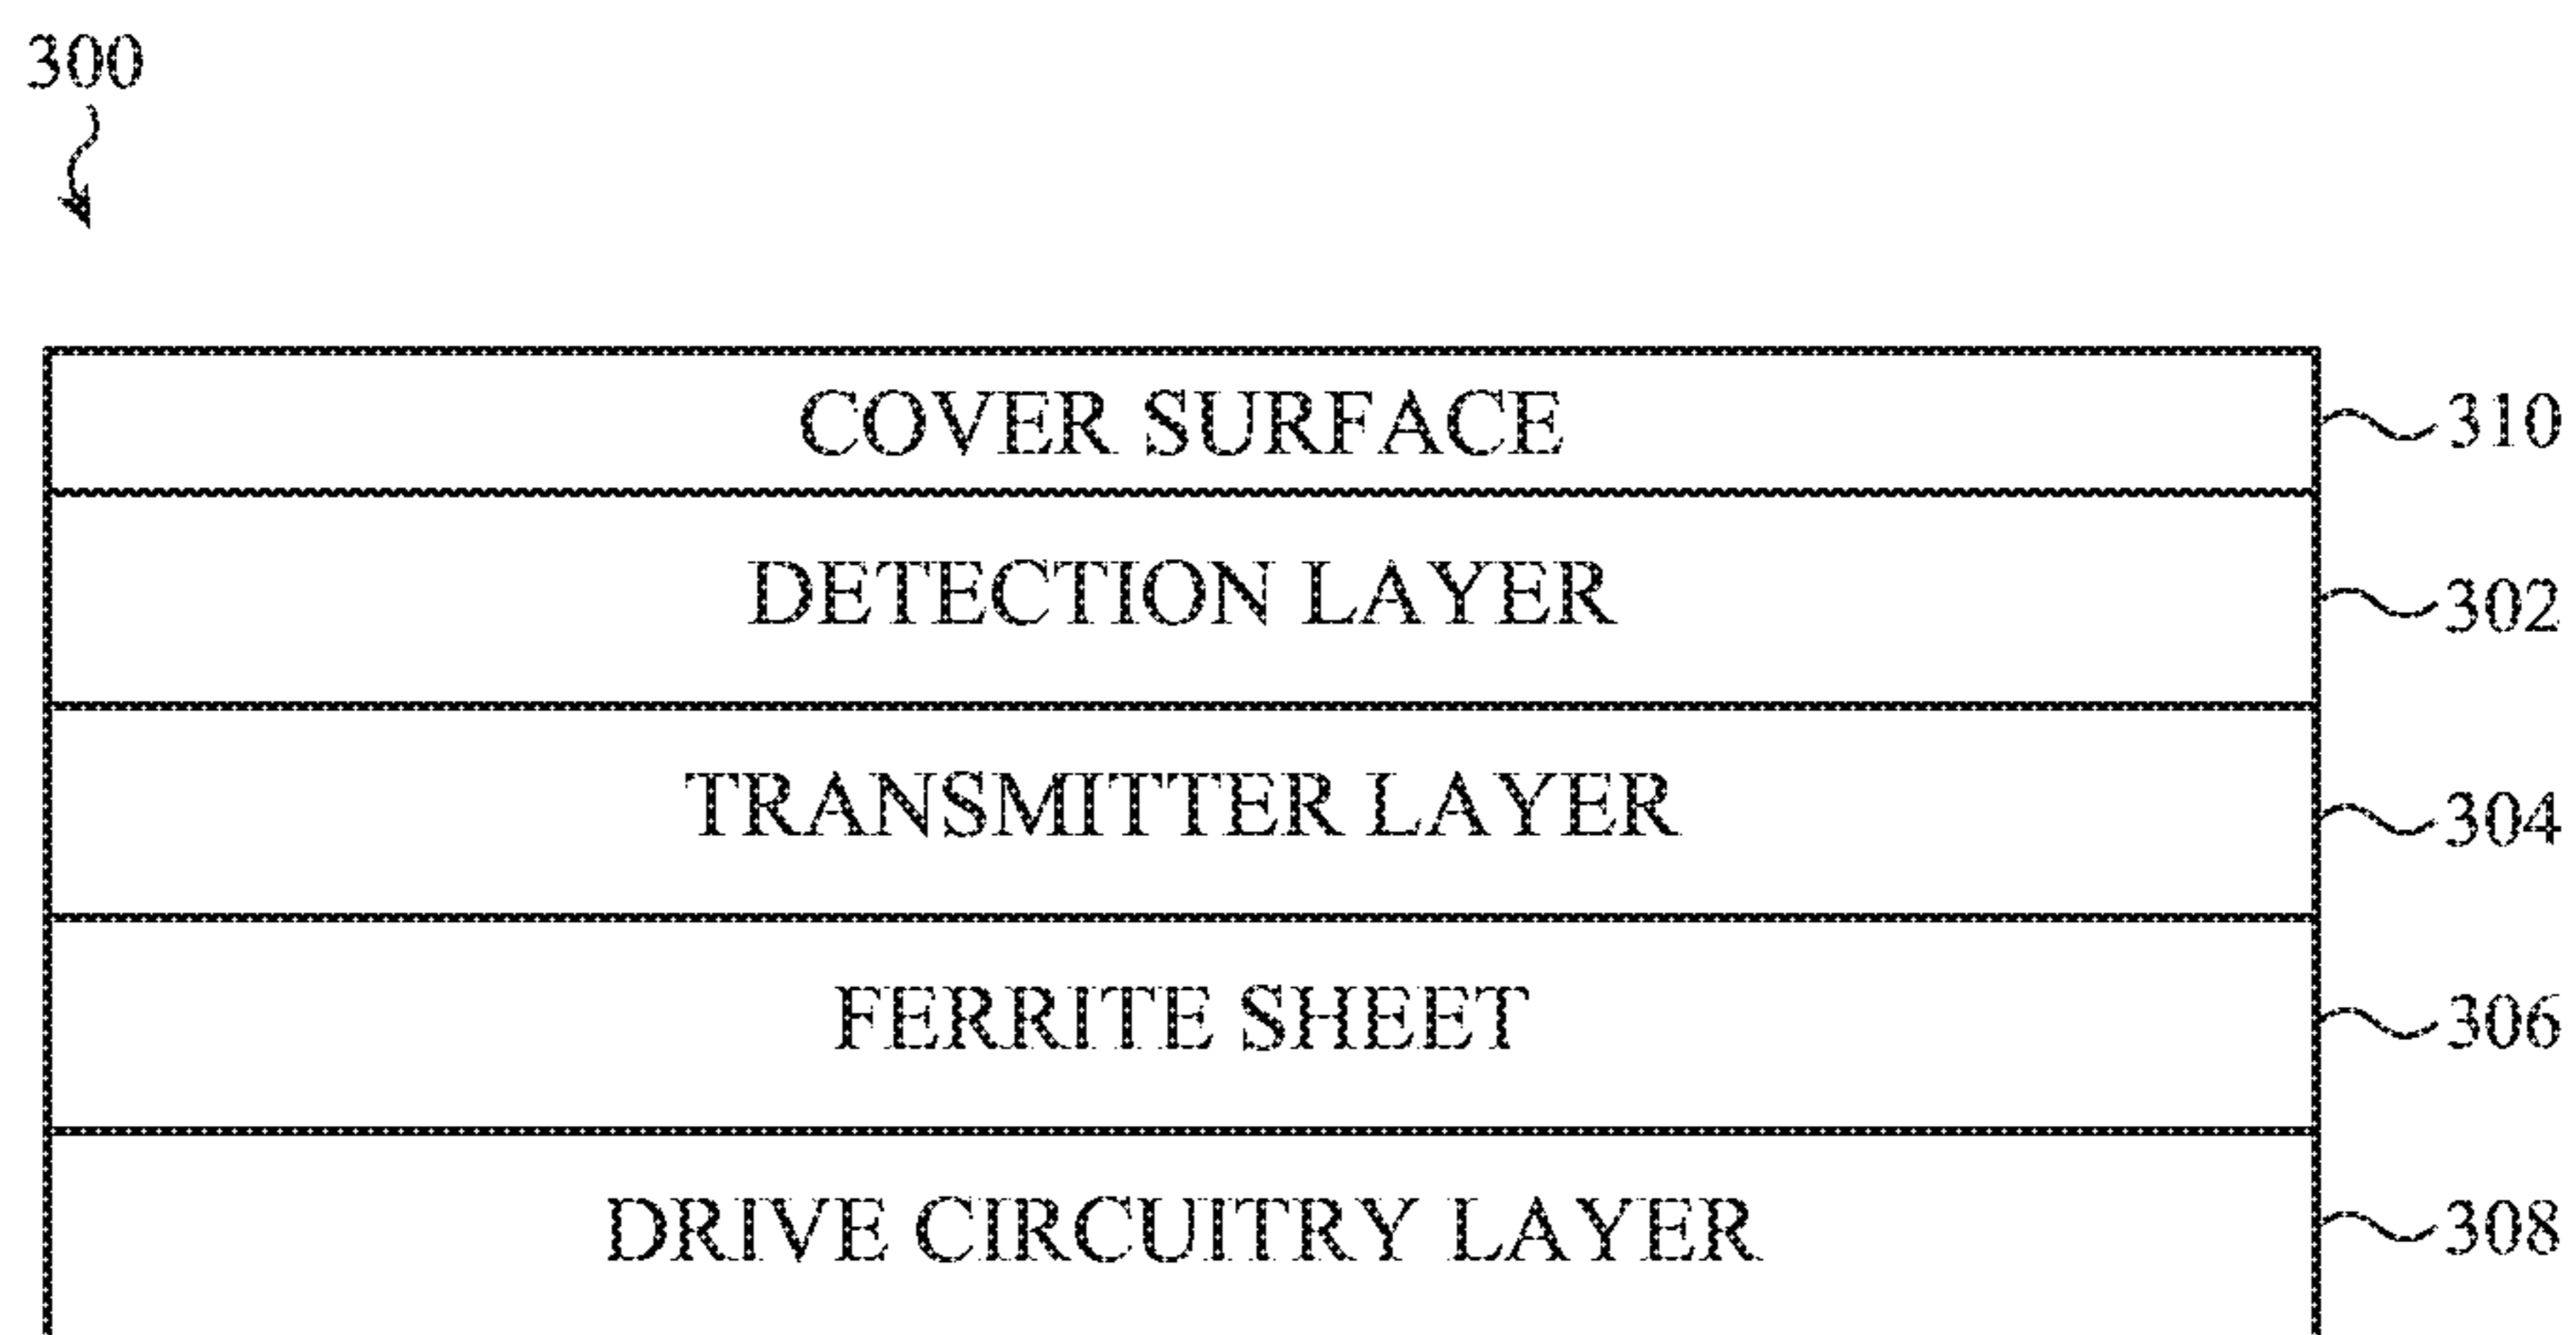 300
COVER SURFACE 310
DETECTION LAYER 302
TRANSMITTER LAYER 304
FERRITE SHEET 306
DRIVE CIRCUITRY LAYER 308